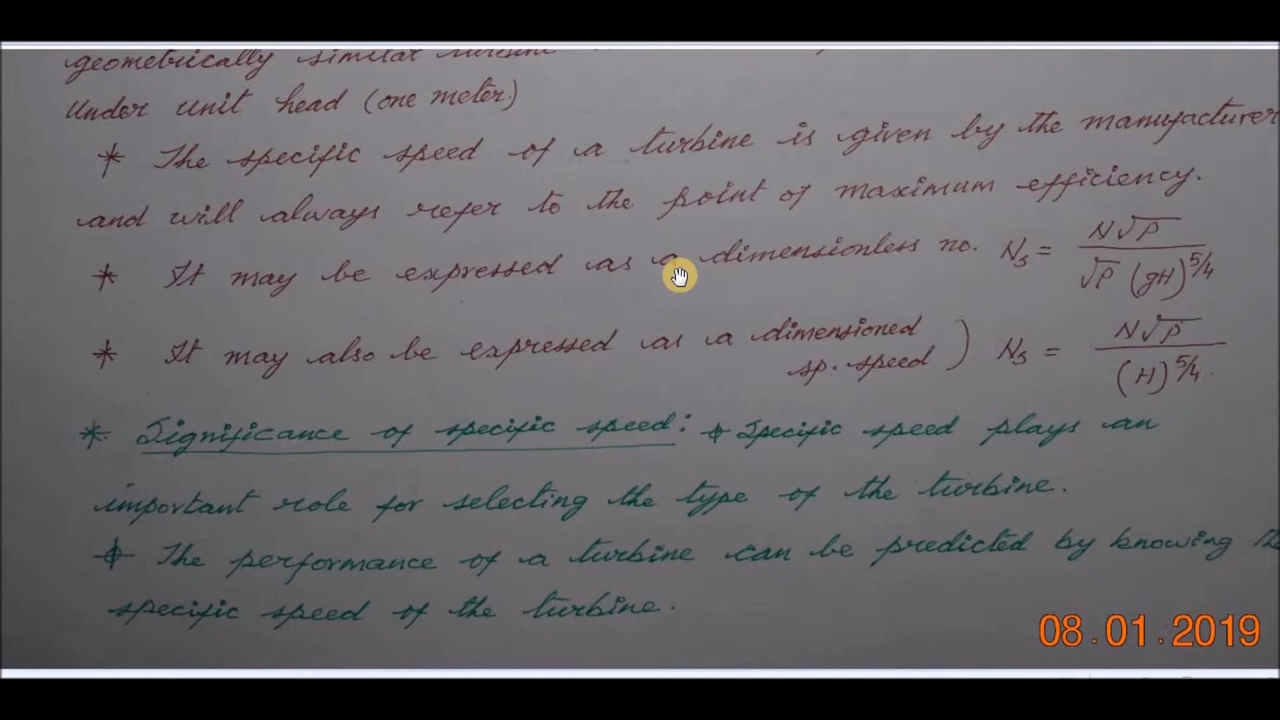 geometrically similar turbine
Under unit head (one meter)
* The specific speed of a turbine is given by the manufacturer
and will always refer to the point of maximum efficiency.
* It may be expressed as a dimensionless no. Ns = N√P / √ρ (gH)^5/4
* It may also be expressed as a dimensioned sp. speed ) Ns = N√P / (H)^5/4
* Significance of specific speed: Specific speed plays an
important role for selecting the type of the turbine.
The performance of a turbine can be predicted by knowing the
specific speed of the turbine.
08.01.2019